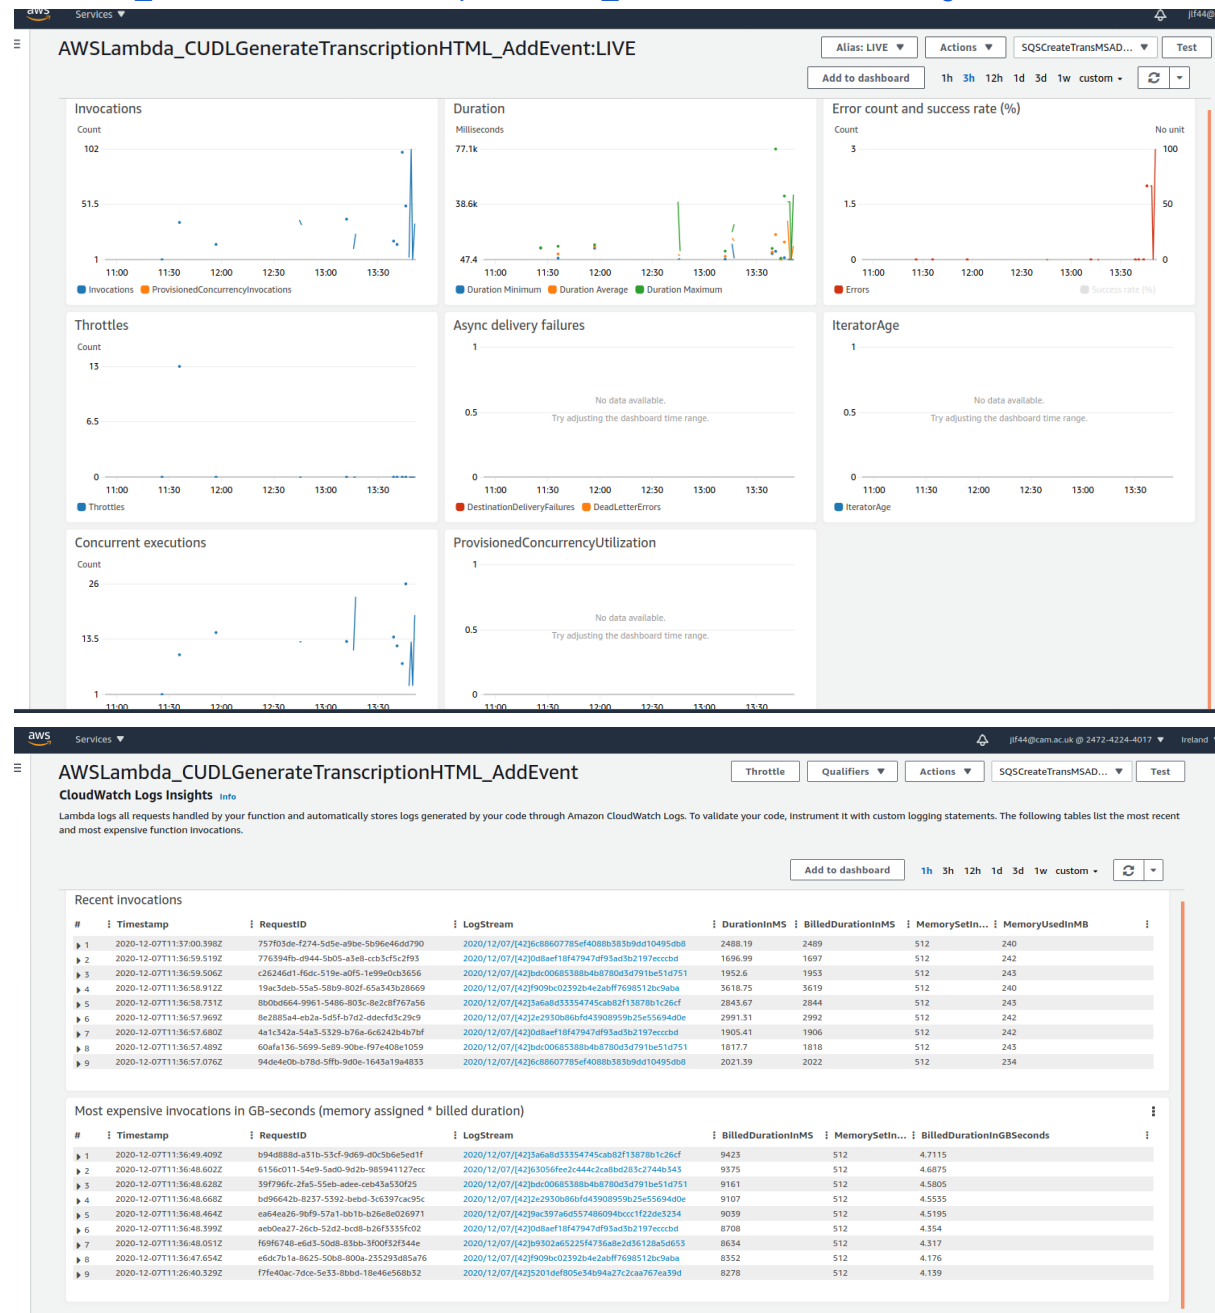 aws Services ▼ jlf44@
AWSLambda_CUDLGenerateTranscriptionHTML_AddEvent:LIVE Alias: LIVE ▼ Actions ▼ SQSCreateTransMSAD... ▼ Test
Add to dashboard 1h 3h 12h 1d 3d 1w custom
Invocations
Count
102
51.5
1
11:00 11:30 12:00 12:30 13:00 13:30
Invocations ProvisionedConcurrencyInvocations
Duration
Milliseconds
77.1k
38.6k
47.4
11:00 11:30 12:00 12:30 13:00 13:30
Duration Minimum Duration Average Duration Maximum
Error count and success rate (%)
Count No unit
3 100
1.5 50
0 0
11:00 11:30 12:00 12:30 13:00 13:30
Errors Success rate (%)
Throttles
Count
13
6.5
0
11:00 11:30 12:00 12:30 13:00 13:30
Throttles
Async delivery failures
1
No data available.
0.5
Try adjusting the dashboard time range.
0
11:00 11:30 12:00 12:30 13:00 13:30
DestinationDeliveryFailures DeadLetterErrors
IteratorAge
1
No data available.
0.5
Try adjusting the dashboard time range.
0
11:00 11:30 12:00 12:30 13:00 13:30
IteratorAge
Concurrent executions
Count
26
13.5
1
11:00 11:30 12:00 12:30 13:00 13:30
ProvisionedConcurrencyUtilization
1
No data available.
0.5
Try adjusting the dashboard time range.
0
11:00 11:30 12:00 12:30 13:00 13:30
aws Services ▼ jlf44@cam.ac.uk @ 2472-4224-4017 ▼ Ireland
AWSLambda_CUDLGenerateTranscriptionHTML_AddEvent Throttle Qualifiers ▼ Actions ▼ SQSCreateTransMSAD... ▼ Test
CloudWatch Logs Insights Info
Lambda logs all requests handled by your function and automatically stores logs generated by your code through Amazon CloudWatch Logs. To validate your code, instrument it with custom logging statements. The following tables list the most recent
and most expensive function invocations.
Add to dashboard 1h 3h 12h 1d 3d 1w custom
Recent invocations
# Timestamp RequestID LogStream DurationInMS BilledDurationInMS MemorySetIn... MemoryUsedInMB
1 2020-12-07T11:37:00.398Z 757f03de-f274-5d5e-a9be-5b96e46dd790 2020/12/07/[42]6c88607785ef4088b383b9dd10495db8 2488.19 2489 512 240
2 2020-12-07T11:36:59.519Z 776394fb-d944-5b05-a3e8-ccb3cf5c2f93 2020/12/07/[42]0d8aef18f47947df93ad3b2197ecccbd 1696.99 1697 512 242
3 2020-12-07T11:36:59.506Z c26246d1-f6dc-519e-a0f5-1e99e0cb3656 2020/12/07/[42]bdc00685388b4b8780d3d791be51d751 1952.6 1953 512 243
4 2020-12-07T11:36:58.912Z 19ac3deb-55a5-58b9-802f-65a343b28669 2020/12/07/[42]f909bc02392b4e2abff7698512bc9aba 3618.75 3619 512 240
5 2020-12-07T11:36:58.731Z 8b0bd664-9961-5486-803c-8e2c8f767a56 2020/12/07/[42]3a6a8d33354745cab82f13878b1c26cf 2843.67 2844 512 243
6 2020-12-07T11:36:57.969Z 8e2885a4-eb2a-5d5f-b7d2-ddecfd3c29c9 2020/12/07/[42]2e2930b86bfd43908959b25e55694d0e 2991.31 2992 512 242
7 2020-12-07T11:36:57.680Z 4a1c342a-54a3-5329-b76a-6c6242b4b7bf 2020/12/07/[42]0d8aef18f47947df93ad3b2197ecccbd 1905.41 1906 512 242
8 2020-12-07T11:36:57.489Z 60afa136-5699-5e89-90be-f97e408e1059 2020/12/07/[42]bdc00685388b4b8780d3d791be51d751 1817.7 1818 512 243
9 2020-12-07T11:36:57.076Z 94de4e0b-b78d-5ffb-9d0e-1643a19a4833 2020/12/07/[42]6c88607785ef4088b383b9dd10495db8 2021.39 2022 512 234
Most expensive invocations in GB-seconds (memory assigned * billed duration)
# Timestamp RequestID LogStream BilledDurationInMS MemorySetIn... BilledDurationInGBSeconds
1 2020-12-07T11:36:49.409Z b94d888d-a31b-53cf-9d69-d0c5b6e5ed1f 2020/12/07/[42]3a6a8d33354745cab82f13878b1c26cf 9423 512 4.7115
2 2020-12-07T11:36:48.602Z 6156c011-54e9-5ad0-9d2b-985941127ecc 2020/12/07/[42]63056fee2c444c2ca8bd283c2744b343 9375 512 4.6875
3 2020-12-07T11:36:48.628Z 39f796fc-2fa5-55eb-adee-ceb43a530f25 2020/12/07/[42]bdc00685388b4b8780d3d791be51d751 9161 512 4.5805
4 2020-12-07T11:36:48.668Z bd96642b-8237-5392-bebd-3c6397cac95c 2020/12/07/[42]2e2930b86bfd43908959b25e55694d0e 9107 512 4.5535
5 2020-12-07T11:36:48.464Z ea64ea26-9bf9-57a1-bb1b-b26e8e026971 2020/12/07/[42]9ac397a6d557486094bccc1f22de3234 9039 512 4.5195
6 2020-12-07T11:36:48.399Z aeb0ea27-26cb-52d2-bcd8-b26f3335fc02 2020/12/07/[42]0d8aef18f47947df93ad3b2197ecccbd 8708 512 4.354
7 2020-12-07T11:36:48.051Z f69f6748-e6d3-50d8-83bb-3f00f32f344e 2020/12/07/[42]b9302a65225f4736a8e2d36128a5d653 8634 512 4.317
8 2020-12-07T11:36:47.654Z e6dc7b1a-8625-50b8-800a-235293d85a76 2020/12/07/[42]f909bc02392b4e2abff7698512bc9aba 8352 512 4.176
9 2020-12-07T11:26:40.329Z f7fe40ac-7dce-5e33-8bbd-18e46e568b32 2020/12/07/[42]5201def805e34b94a27c2caa767ea39d 8278 512 4.139